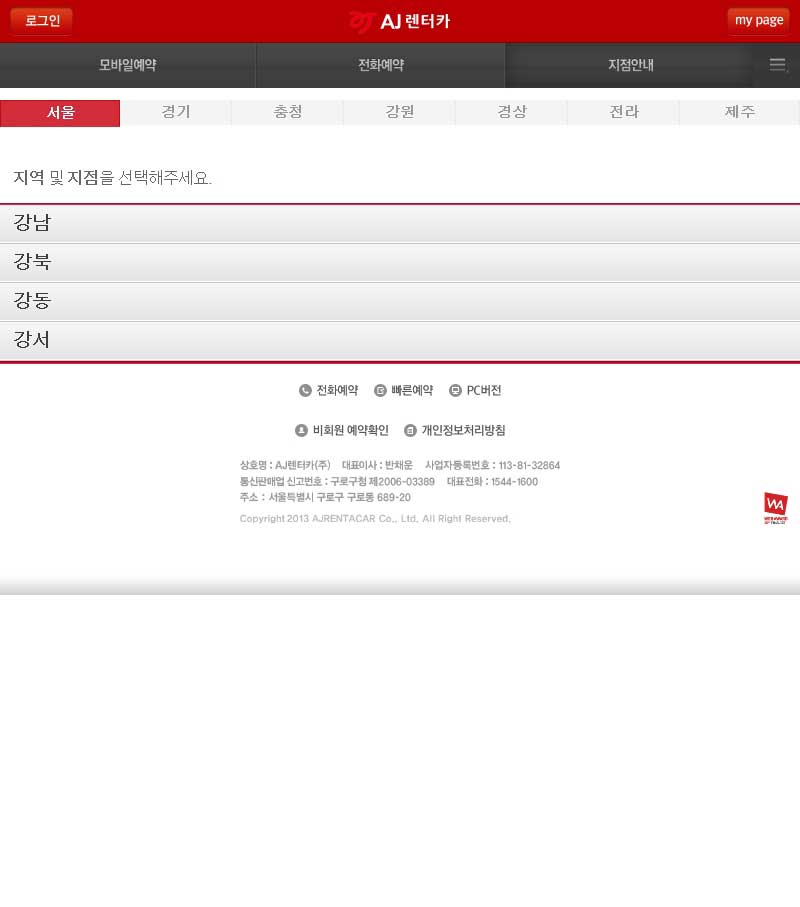 로그인 AJ 렌터카 my page
모바일예약 전화예약 지점안내
서울 경기 충청 강원 경상 전라 제주
지역 및 지점을 선택해주세요.
강남
강북
강동
강서
전화예약 빠른예약 PC버전
비회원 예약확인 개인정보처리방침
상호명 : AJ렌터카(주) 대표이사 : 반채운 사업자등록번호 : 113-81-32864
통신판매업 신고번호 : 구로구청 제2006-03389 대표전화 : 1544-1600
주소 : 서울특별시 구로구 구로동 689-20
Copyright 2013 AJRENTACAR Co., Ltd. All Right Reserved.
WA